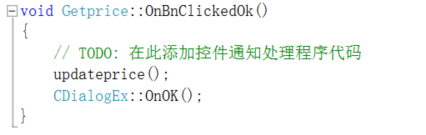 void Getprice::OnBnClickedOk()
{
// TODO: 在此添加控件通知处理程序代码
updateprice();
CDialogEx::OnOK();
}